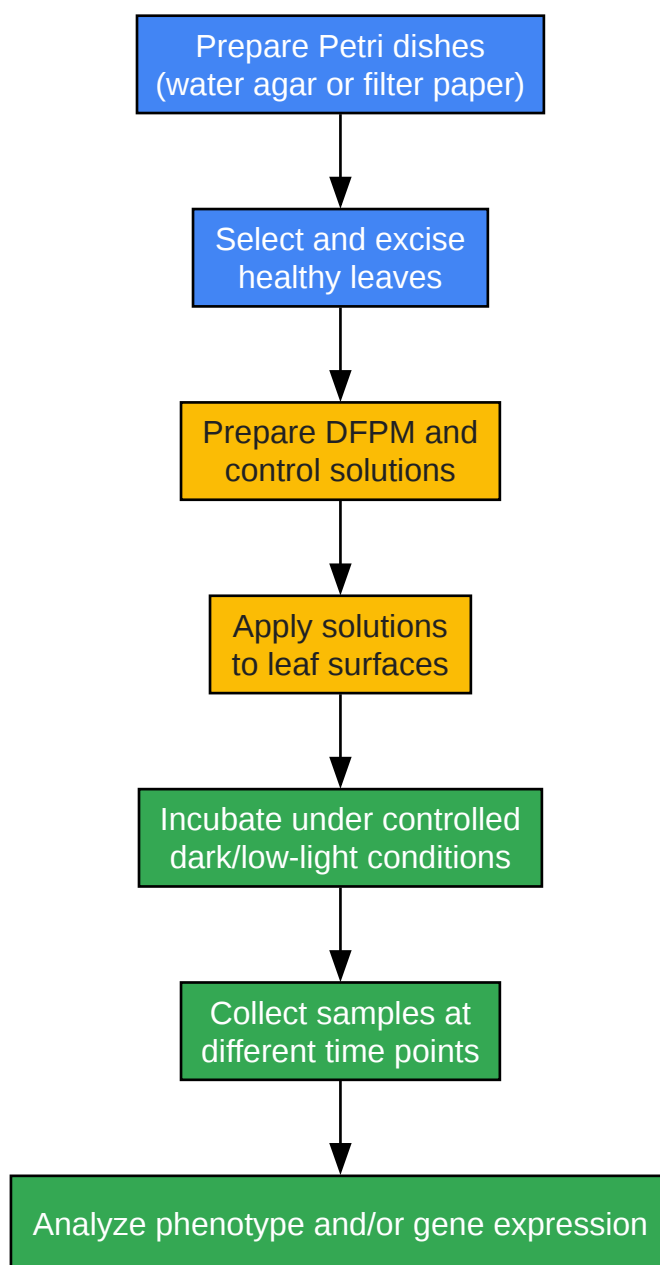 Prepare Petri dishes
(water agar or filter paper)
Select and excise
healthy leaves
Prepare DFPM and
control solutions
Apply solutions
to leaf surfaces
Incubate under controlled
dark/low-light conditions
Collect samples at
different time points
Analyze phenotype and/or gene expression